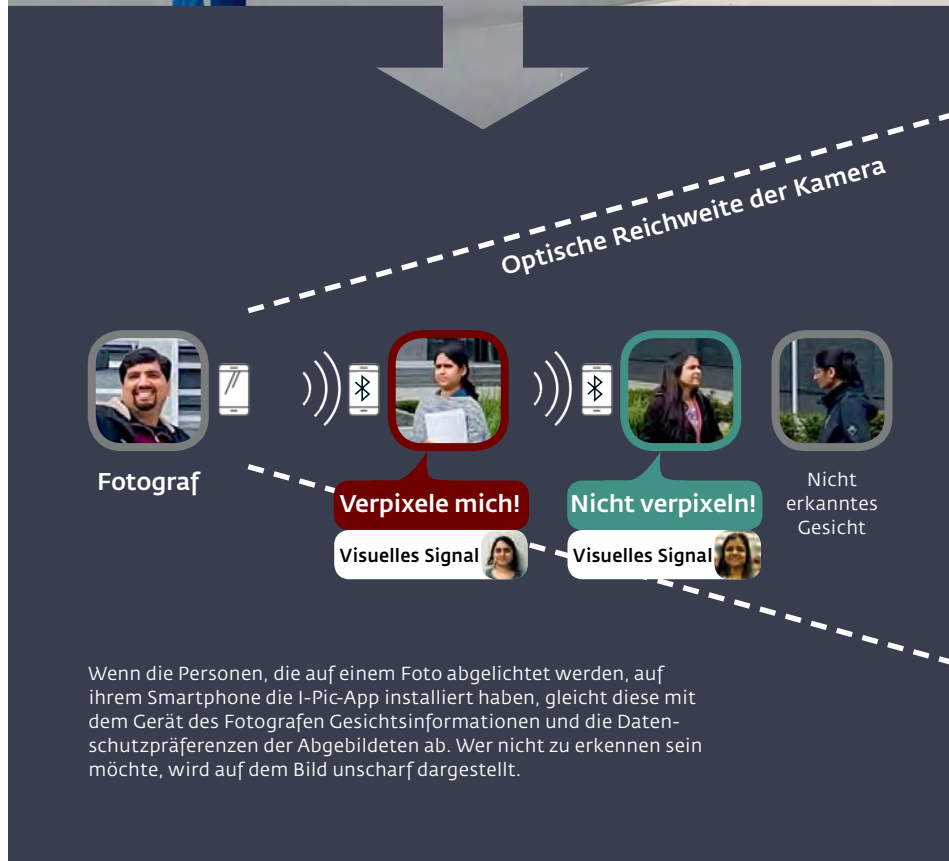 Optische Reichweite der Kamera
Fotograf
Verpixele mich!
Visuelles Signal
Nicht verpixeln!
Visuelles Signal
Nicht
erkanntes
Gesicht
Wenn die Personen, die auf einem Foto abgelichtet werden, auf
ihrem Smartphone die I-Pic-App installiert haben, gleicht diese mit
dem Gerät des Fotografen Gesichtsinformationen und die Daten-
schutzpräferenzen der Abgebildeten ab. Wer nicht zu erkennen sein
möchte, wird auf dem Bild unscharf dargestellt.